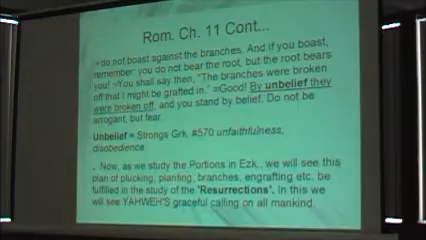 Rom. Ch. 11 Cont...
do not boast against the branches. And if you boast,
remember: you do not bear the root, but the root bears
you! You shall say then, "The branches were broken
off that I might be grafted in." Good! By unbelief they
were broken off, and you stand by belief. Do not be
arrogant, but fear.
Unbelief = Strongs Grk. #570 unfaithfulness,
disobedience
. Now, as we study the Portions in Ezk., we will see this
plan of plucking, planting, branches, engrafting etc. be
fulfilled in the study of the 'Resurrections'. In this we
will see YAHWEH'S graceful calling on all mankind.